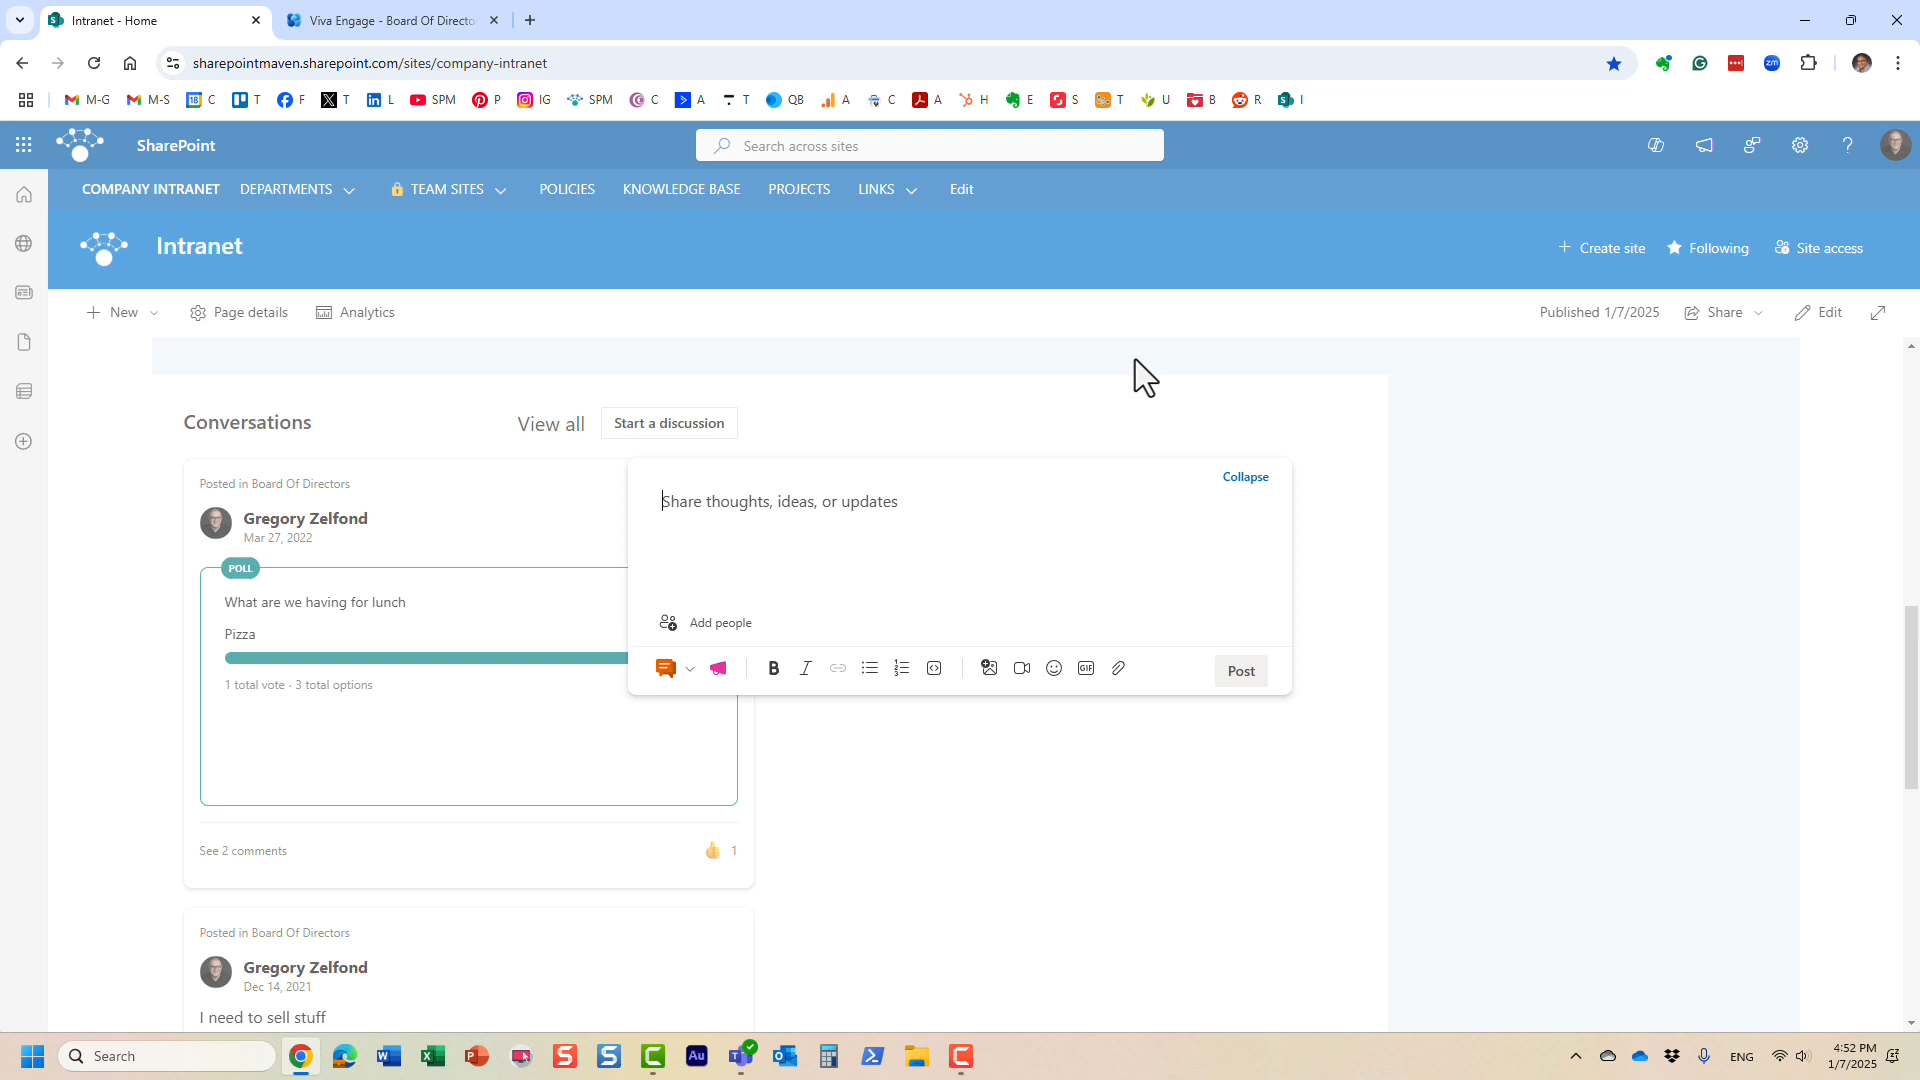 Intranet - Home
Viva Engage - Board Of Directo
sharepointmaven.sharepoint.com/sites/company-intranet
M-G
M-S
C
T
F
T
L
SPM
P
IG
SPM
C
A
T
QB
A
C
A
H
E
S
T
U
B
R
I
SharePoint
Search across sites
COMPANY INTRANET
DEPARTMENTS
TEAM SITES
POLICIES
KNOWLEDGE BASE
PROJECTS
LINKS
Edit
Intranet
Create site
Following
Site access
New
Page details
Analytics
Published 1/7/2025
Share
Edit
Conversations
View all
Start a discussion
Posted in Board Of Directors
Gregory Zelfond
Mar 27, 2022
POLL
What are we having for lunch
Pizza
1 total vote · 3 total options
See 2 comments
1
Collapse
Share thoughts, ideas, or updates
Add people
GIF
Post
Posted in Board Of Directors
Gregory Zelfond
Dec 14, 2021
I need to sell stuff
Search
ENG
4:52 PM
1/7/2025